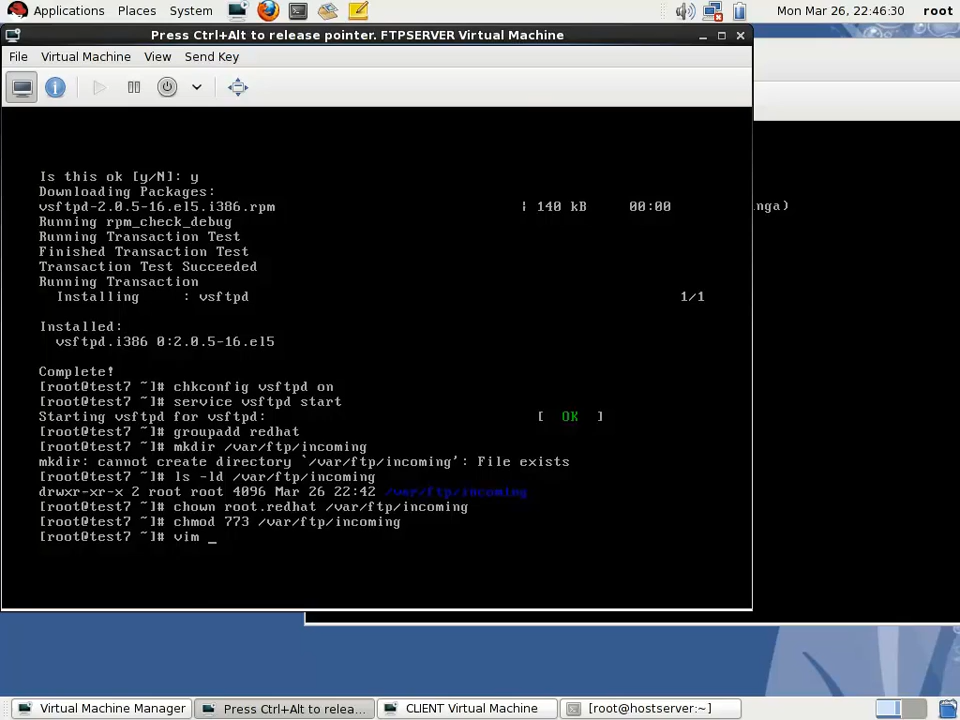 Applications Places System Mon Mar 26, 22:46:30 root
Press Ctrl+Alt to release pointer. FTPSERVER Virtual Machine
File Virtual Machine View Send Key
Is this ok [y/N]: y
Downloading Packages:
vsftpd-2.0.5-16.el5.i386.rpm | 140 kB 00:00
nga)
Running rpm_check_debug
Running Transaction Test
Finished Transaction Test
Transaction Test Succeeded
Running Transaction
Installing : vsftpd 1/1
Installed:
vsftpd.i386 0:2.0.5-16.el5
Complete!
[root@test7 ~]# chkconfig vsftpd on
[root@test7 ~]# service vsftpd start
Starting vsftpd for vsftpd: [ OK ]
[root@test7 ~]# groupadd redhat
[root@test7 ~]# mkdir /var/ftp/incoming
mkdir: cannot create directory `/var/ftp/incoming': File exists
[root@test7 ~]# ls -ld /var/ftp/incoming
drwxr-xr-x 2 root root 4096 Mar 26 22:42 /var/ftp/incoming
[root@test7 ~]# chown root.redhat /var/ftp/incoming
[root@test7 ~]# chmod 773 /var/ftp/incoming
[root@test7 ~]# vim _
Virtual Machine Manager Press Ctrl+Alt to relea... CLIENT Virtual Machine [root@hostserver:~]